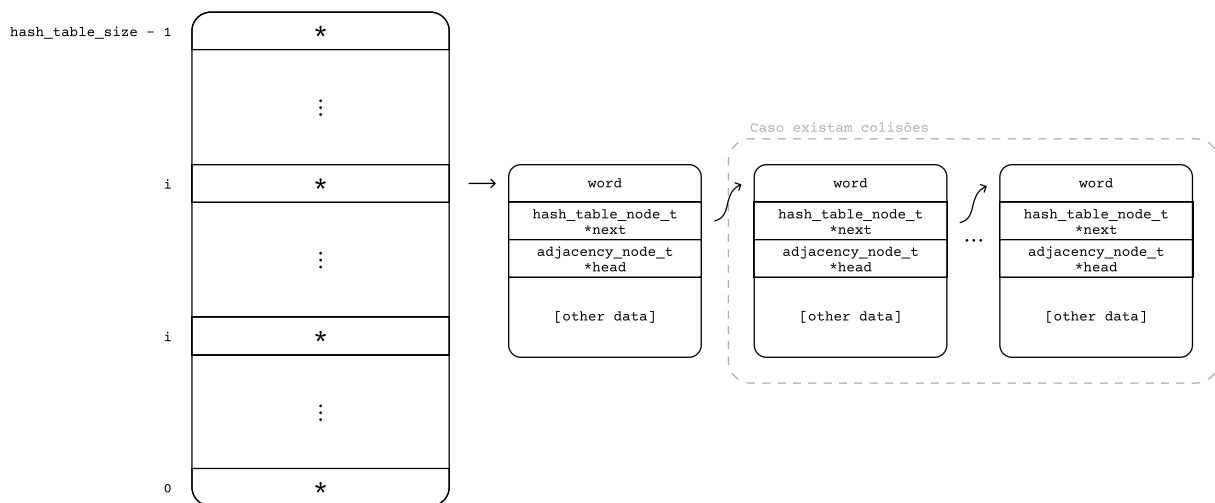 hash_table_size - 1
*
⋮
Caso existam colisões
i
*
word
hash_table_node_t
*next
adjacency_node_t
*head
[other data]
word
hash_table_node_t
*next
adjacency_node_t
*head
[other data]
...
word
hash_table_node_t
*next
adjacency_node_t
*head
[other data]
⋮
i
*
⋮
0
*